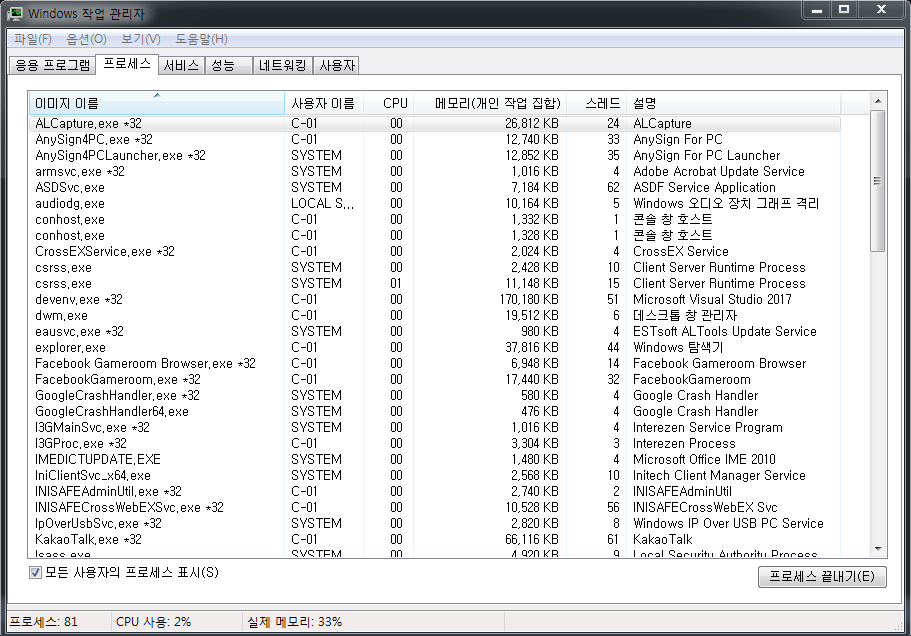 Windows 작업 관리자
파일(F) 옵션(O) 보기(V) 도움말(H)
응용 프로그램 프로세스 서비스 성능 네트워킹 사용자
이미지 이름 사용자 이름 CPU 메모리(개인 작업 집합) 스레드 설명
ALCapture.exe *32 C-01 00 26,812 KB 24 ALCapture
AnySign4PC.exe *32 C-01 00 12,740 KB 33 AnySign For PC
AnySign4PCLauncher.exe *32 SYSTEM 00 12,852 KB 35 AnySign For PC Launcher
armsvc.exe *32 SYSTEM 00 1,016 KB 4 Adobe Acrobat Update Service
ASDSvc.exe SYSTEM 00 7,184 KB 62 ASDF Service Application
audiodg.exe LOCAL S... 00 10,164 KB 5 Windows 오디오 장치 그래프 격리
conhost.exe C-01 00 1,332 KB 1 콘솔 창 호스트
conhost.exe C-01 00 1,328 KB 1 콘솔 창 호스트
CrossEXService.exe *32 C-01 00 2,024 KB 4 CrossEX Service
csrss.exe SYSTEM 00 2,428 KB 10 Client Server Runtime Process
csrss.exe SYSTEM 01 11,148 KB 15 Client Server Runtime Process
devenv.exe *32 C-01 00 170,180 KB 51 Microsoft Visual Studio 2017
dwm.exe C-01 00 19,512 KB 6 데스크톱 창 관리자
eausvc.exe *32 SYSTEM 00 980 KB 4 ESTsoft ALTools Update Service
explorer.exe C-01 00 37,816 KB 44 Windows 탐색기
Facebook Gameroom Browser.exe *32 C-01 00 6,948 KB 14 Facebook Gameroom Browser
FacebookGameroom.exe *32 C-01 00 17,440 KB 32 FacebookGameroom
GoogleCrashHandler.exe *32 SYSTEM 00 580 KB 4 Google Crash Handler
GoogleCrashHandler64.exe SYSTEM 00 476 KB 4 Google Crash Handler
I3GMainSvc.exe *32 SYSTEM 00 1,016 KB 4 Interezen Service Program
I3GProc.exe *32 C-01 00 3,304 KB 3 Interezen Process
IMEDICTUPDATE.EXE SYSTEM 00 1,480 KB 4 Microsoft Office IME 2010
IniClientSvc_x64.exe SYSTEM 00 2,568 KB 10 Initech Client Manager Service
INISAFEAdminUtil.exe *32 C-01 00 2,740 KB 2 INISAFEAdminUtil
INISAFECrossWebEXSvc.exe *32 C-01 00 10,528 KB 56 INISAFECrossWebEX Svc
IpOverUsbSvc.exe *32 SYSTEM 00 2,820 KB 8 Windows IP Over USB PC Service
KakaoTalk.exe *32 C-01 00 66,116 KB 61 KakaoTalk
lsass.exe SYSTEM 00 4,920 KB 9 Local Security Authority Process
모든 사용자의 프로세스 표시(S)
프로세스 끝내기(E)
프로세스: 81 CPU 사용: 2% 실제 메모리: 33%